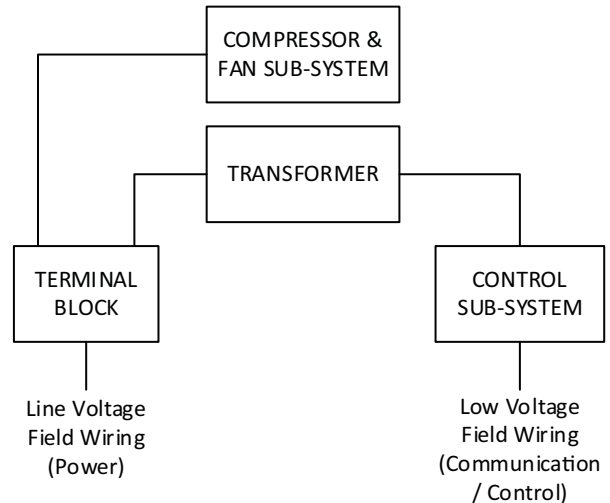 COMPRESSOR &
FAN SUB-SYSTEM
TRANSFORMER
TERMINAL
BLOCK
CONTROL
SUB-SYSTEM
Line Voltage
Field Wiring
(Power)
Low Voltage
Field Wiring
(Communication
/ Control)